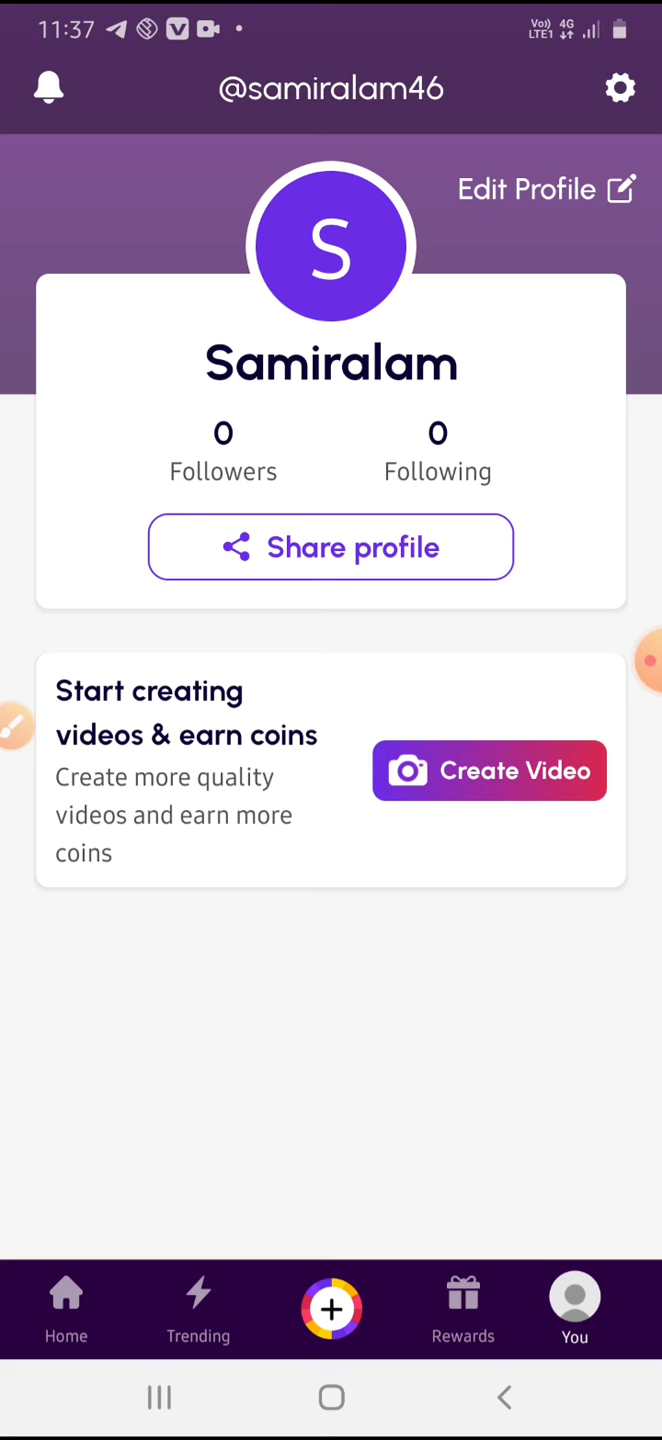 11:37
Vo)) 4G
LTE1
@samiralam46
Edit Profile
S
Samiralam
0 0
Followers Following
Share profile
Start creating
videos & earn coins
Create more quality
videos and earn more
coins
Create Video
Home Trending Rewards You